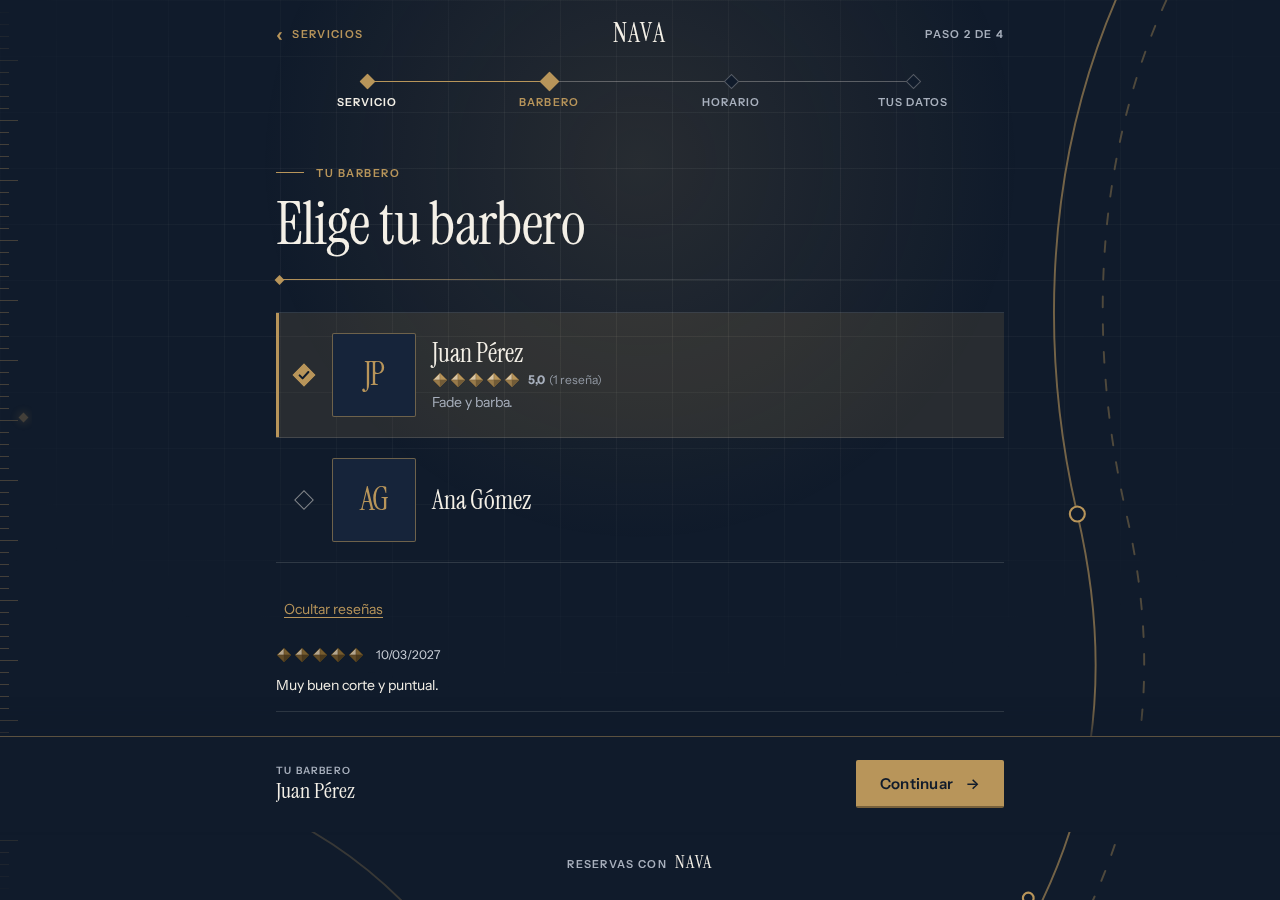 ‹ SERVICIOS
NAVA
PASO 2 DE 4
SERVICIO
BARBERO
HORARIO
TUS DATOS
TU BARBERO
Elige tu barbero
JP
Juan Pérez
5,0 (1 reseña)
Fade y barba.
AG
Ana Gómez
Ocultar reseñas
10/03/2027
Muy buen corte y puntual.
TU BARBERO
Juan Pérez
Continuar →
RESERVAS CON NAVA